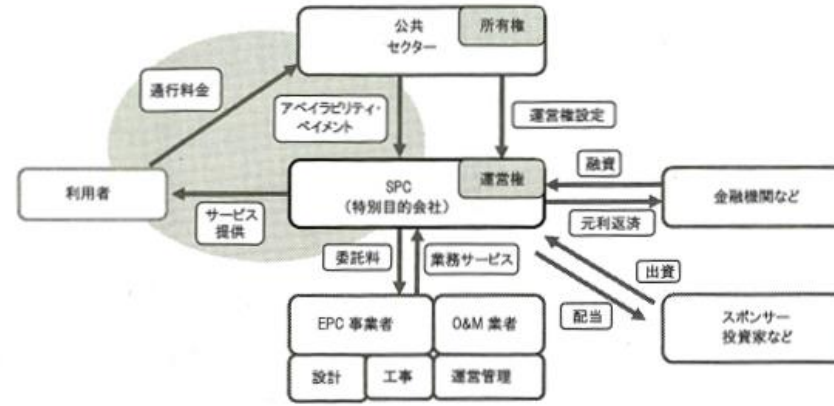 公共
セクター
所有権
通行料金
アベイラビリティ・
ペイメント
運営権設定
利用者
サービス
提供
SPC
(特別目的会社)
運営権
融資
元利返済
金融機関など
委託料
業務サービス
出資
配当
スポンサー
投資家など
EPC 事業者
O&M 業者
設計
工事
運営管理